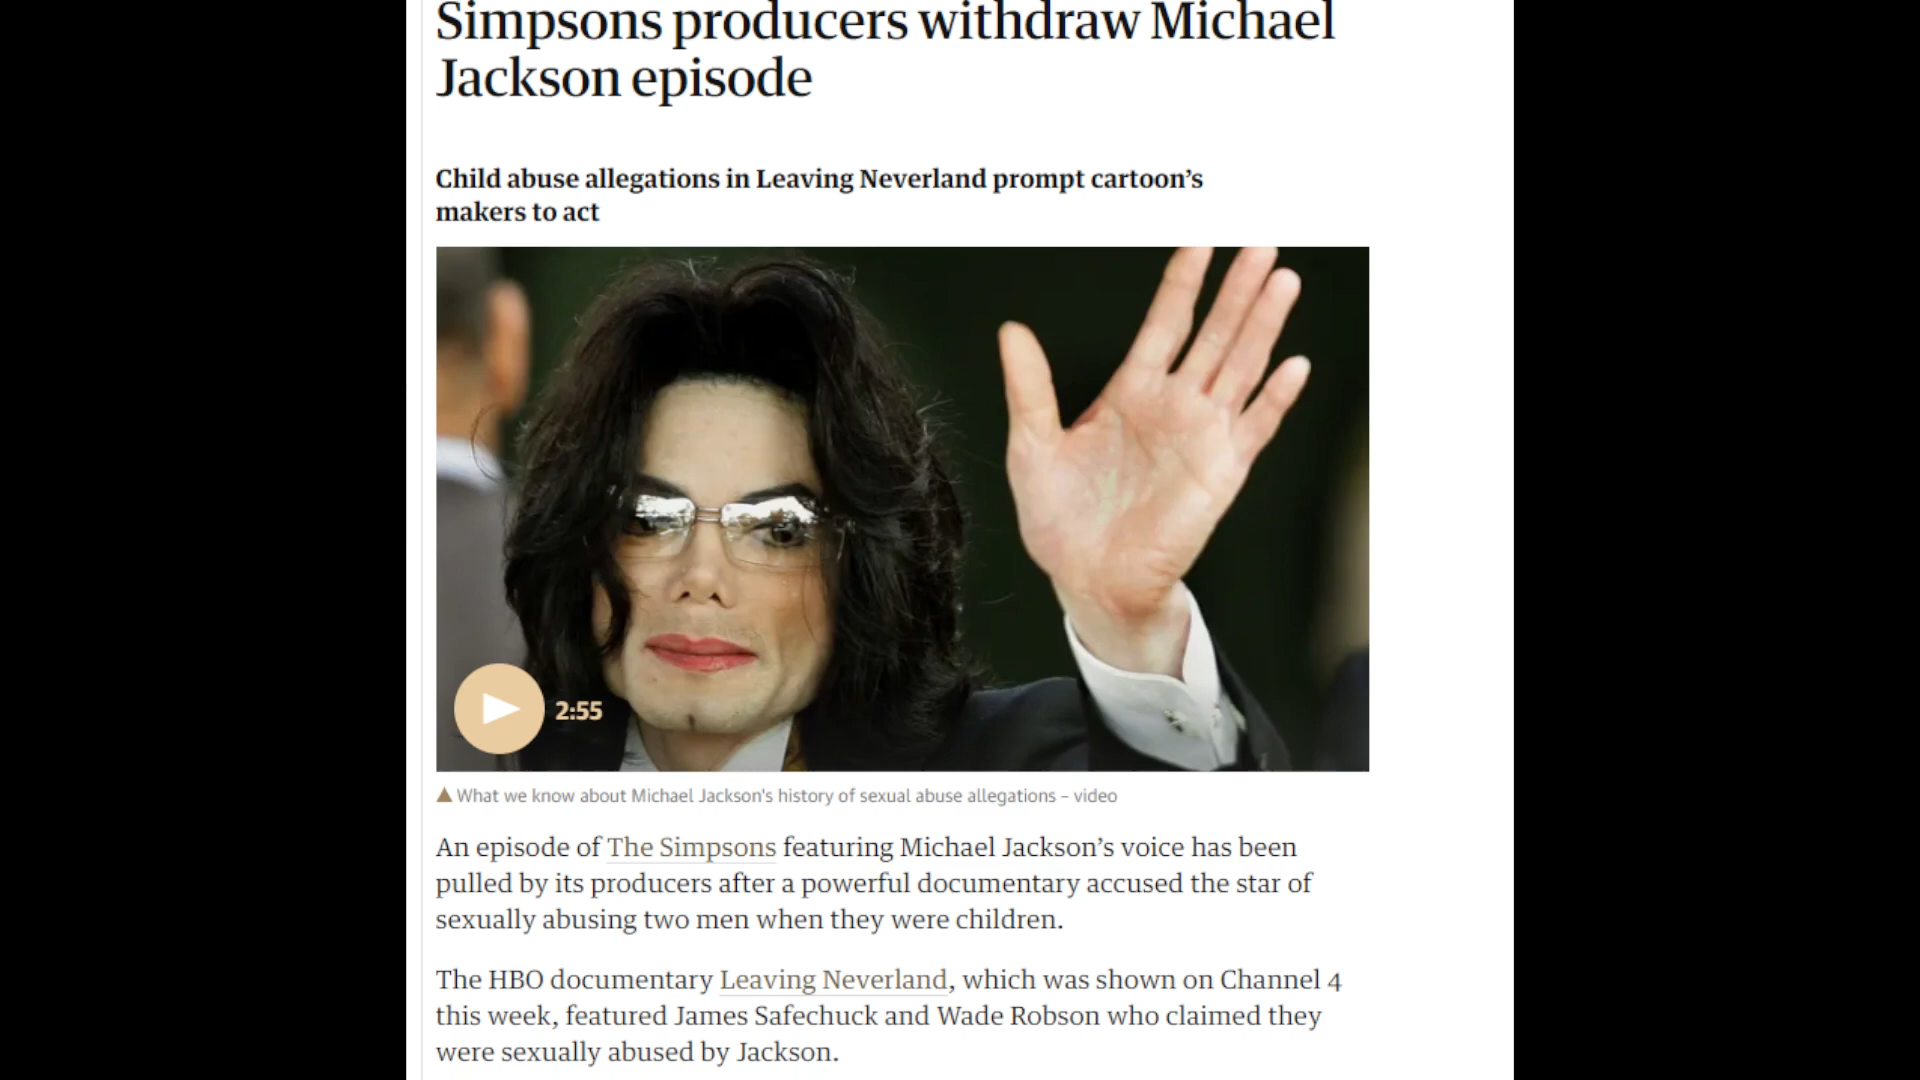 Simpsons producers withdraw Michael
Jackson episode
Child abuse allegations in Leaving Neverland prompt cartoon’s
makers to act
2:55
What we know about Michael Jackson's history of sexual abuse allegations – video
An episode of The Simpsons featuring Michael Jackson’s voice has been
pulled by its producers after a powerful documentary accused the star of
sexually abusing two men when they were children.
The HBO documentary Leaving Neverland, which was shown on Channel 4
this week, featured James Safechuck and Wade Robson who claimed they
were sexually abused by Jackson.